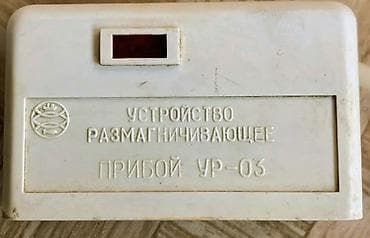 УСТРОЙСТВО
РАЗМАГНИЧИВАЮЩЕЕ
ПРИБОЙ УР-03